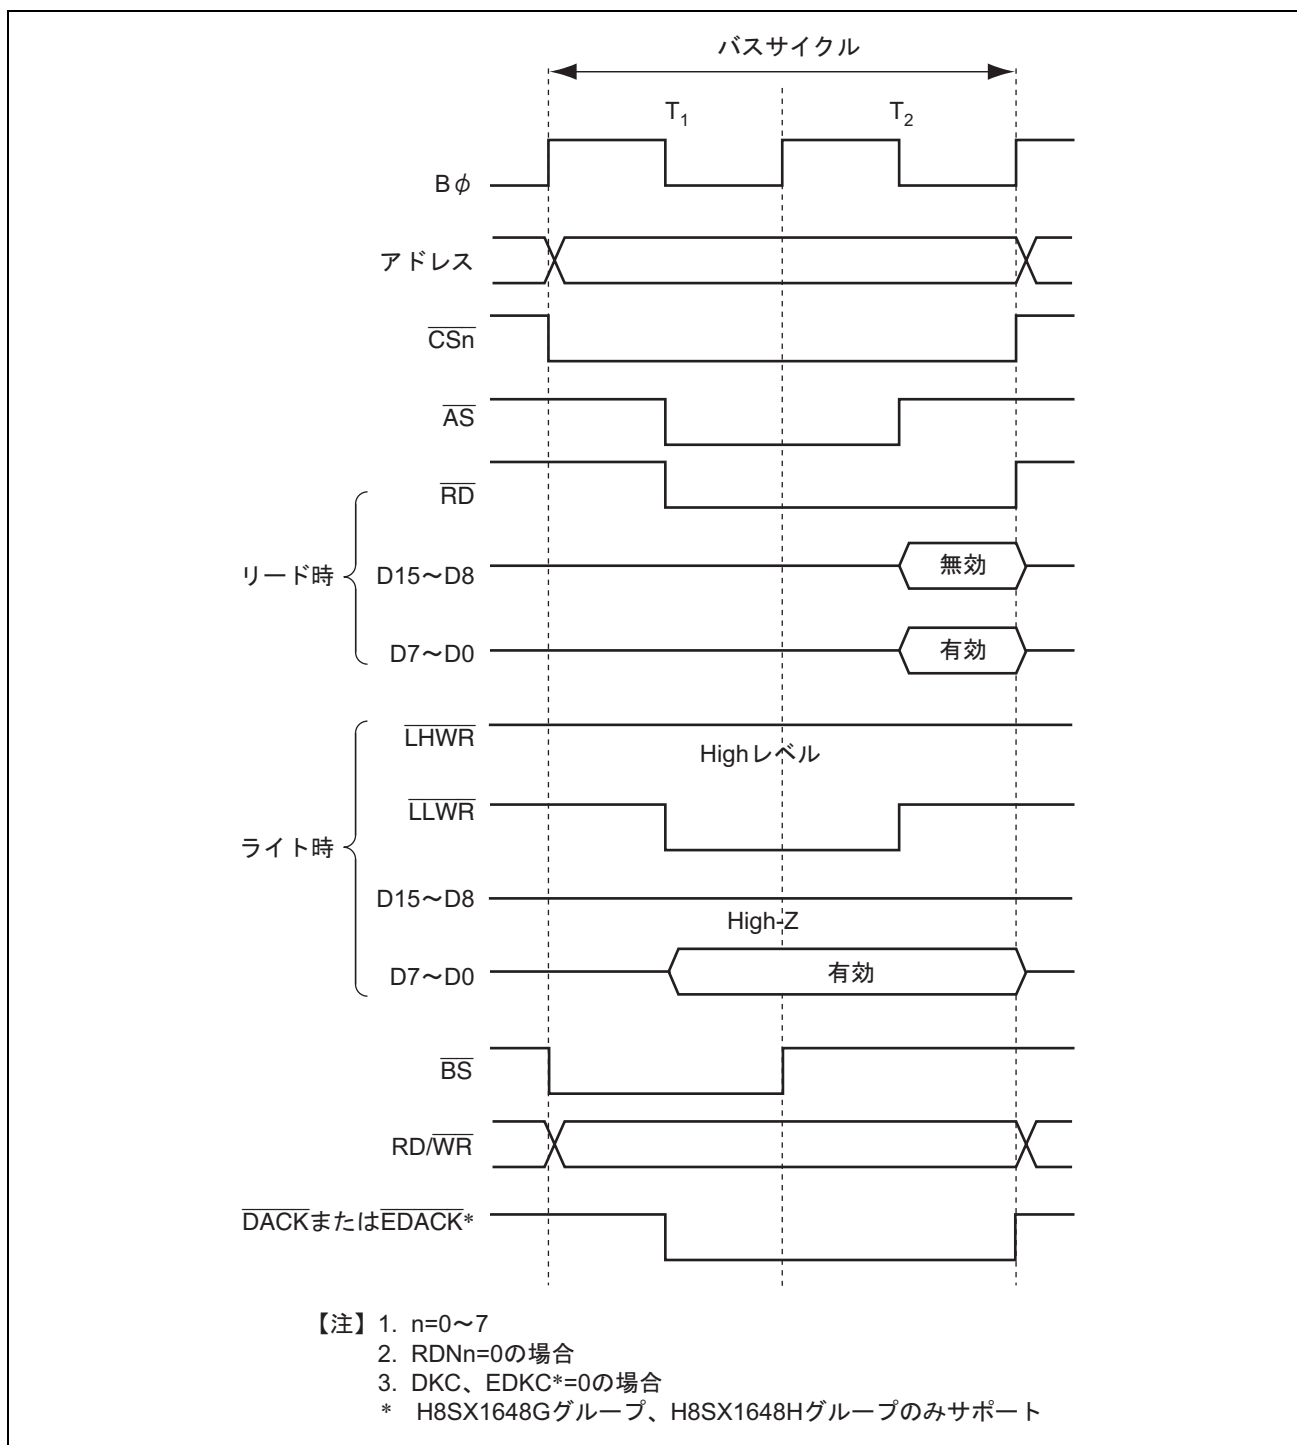 バスサイクル
T1 T2
Bφ
アドレス
CSn
AS
RD
リード時
D15～D8 無効
D7～D0 有効
LHWR
Highレベル
LLWR
ライト時
D15～D8
High-Z
D7～D0 有効
BS
RD/WR
DACKまたはEDACK*
【注】 1. n=0～7
2. RDNn=0の場合
3. DKC、EDKC*=0の場合
* H8SX1648Gグループ、H8SX1648Hグループのみサポート